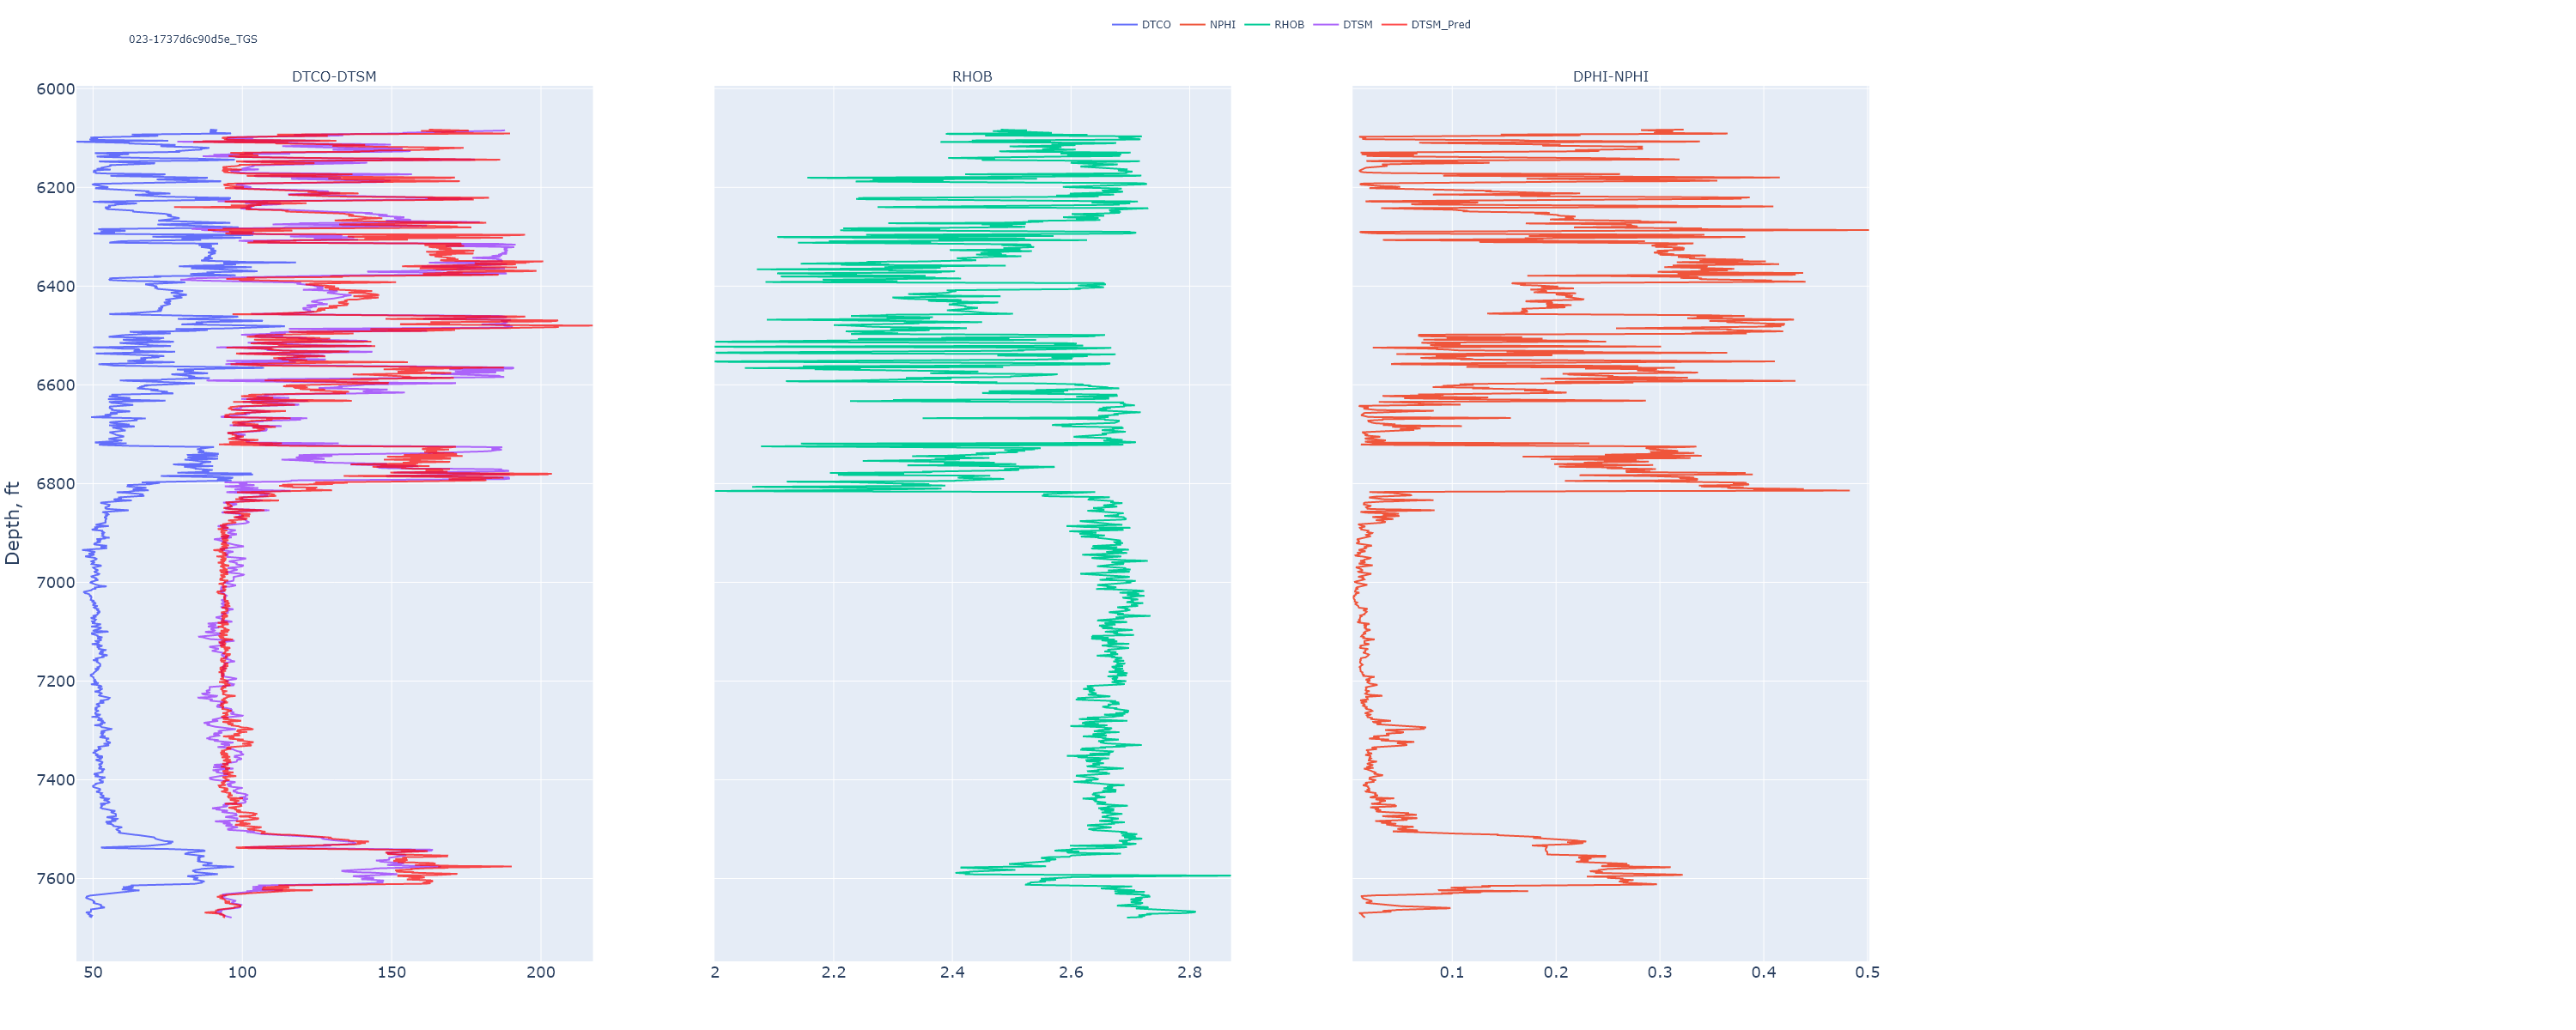 DTCO NPHI RHOB DTSM DTSM_Pred
023-1737d6c90d5e_TGS
DTCO-DTSM RHOB DPHI-NPHI
6000
6200
6400
6600
6800
7000
7200
7400
7600
Depth, ft
50 100 150 200 2 2.2 2.4 2.6 2.8 0.1 0.2 0.3 0.4 0.5